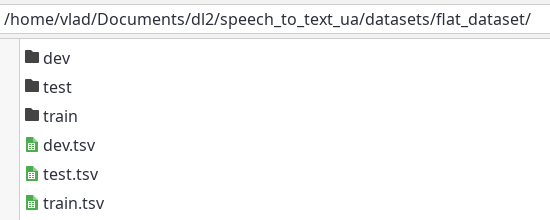 /home/vlad/Documents/dl2/speech_to_text_ua/datasets/flat_dataset/
dev
test
train
dev.tsv
test.tsv
train.tsv